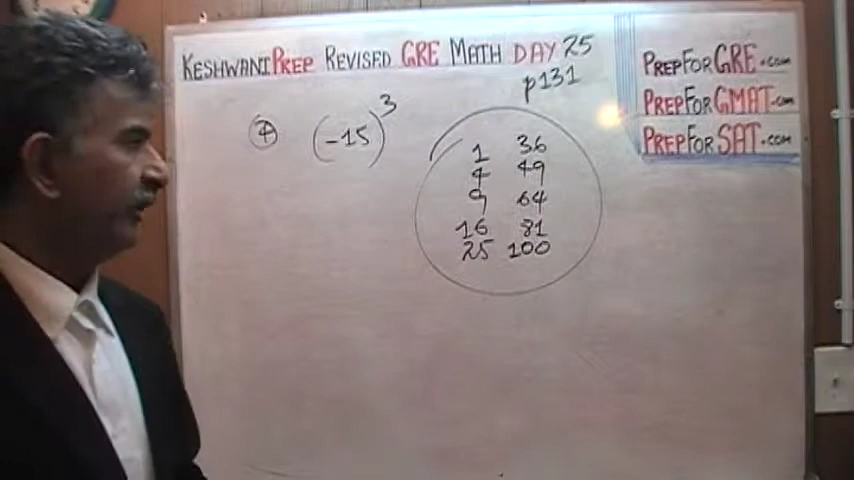 KESHWANIPREP REVISED GRE MATH DAY 25
p131
PREPFORGRE.com
PREPFORGMAT.com
PREPFORSAT.com
7 (-15)^3
1 36
4 49
9 64
16 81
25 100